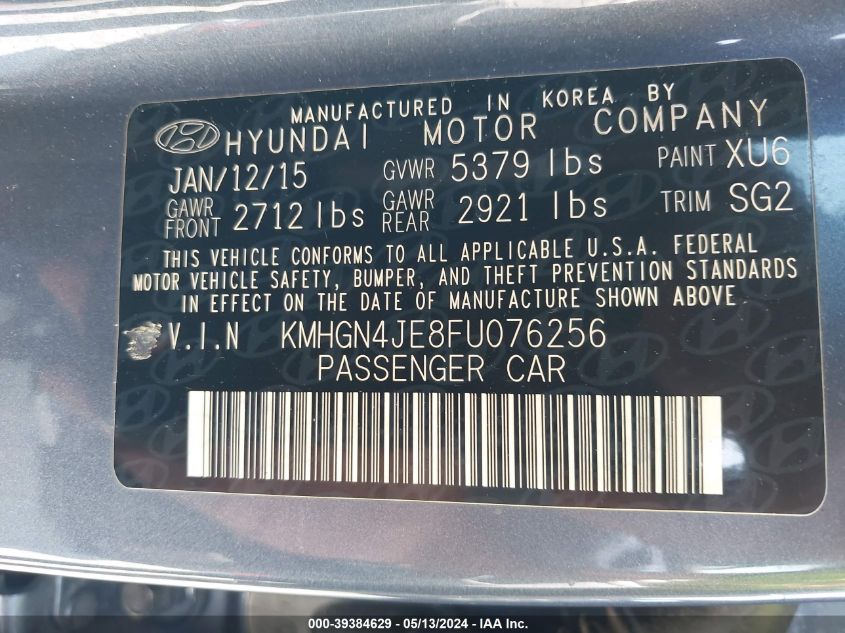 MANUFACTURED IN KOREA BY
HYUNDAI MOTOR COMPANY
JAN/12/15 GVWR 5379 lbs PAINT XU6
GAWR FRONT 2712 lbs GAWR REAR 2921 lbs TRIM SG2
THIS VEHICLE CONFORMS TO ALL APPLICABLE U.S.A. FEDERAL
MOTOR VEHICLE SAFETY, BUMPER, AND THEFT PREVENTION STANDARDS
IN EFFECT ON THE DATE OF MANUFACTURE SHOWN ABOVE
V.I.N KMHGN4JE8FU076256
PASSENGER CAR
000-39384629 - 05/13/2024 - IAA Inc.